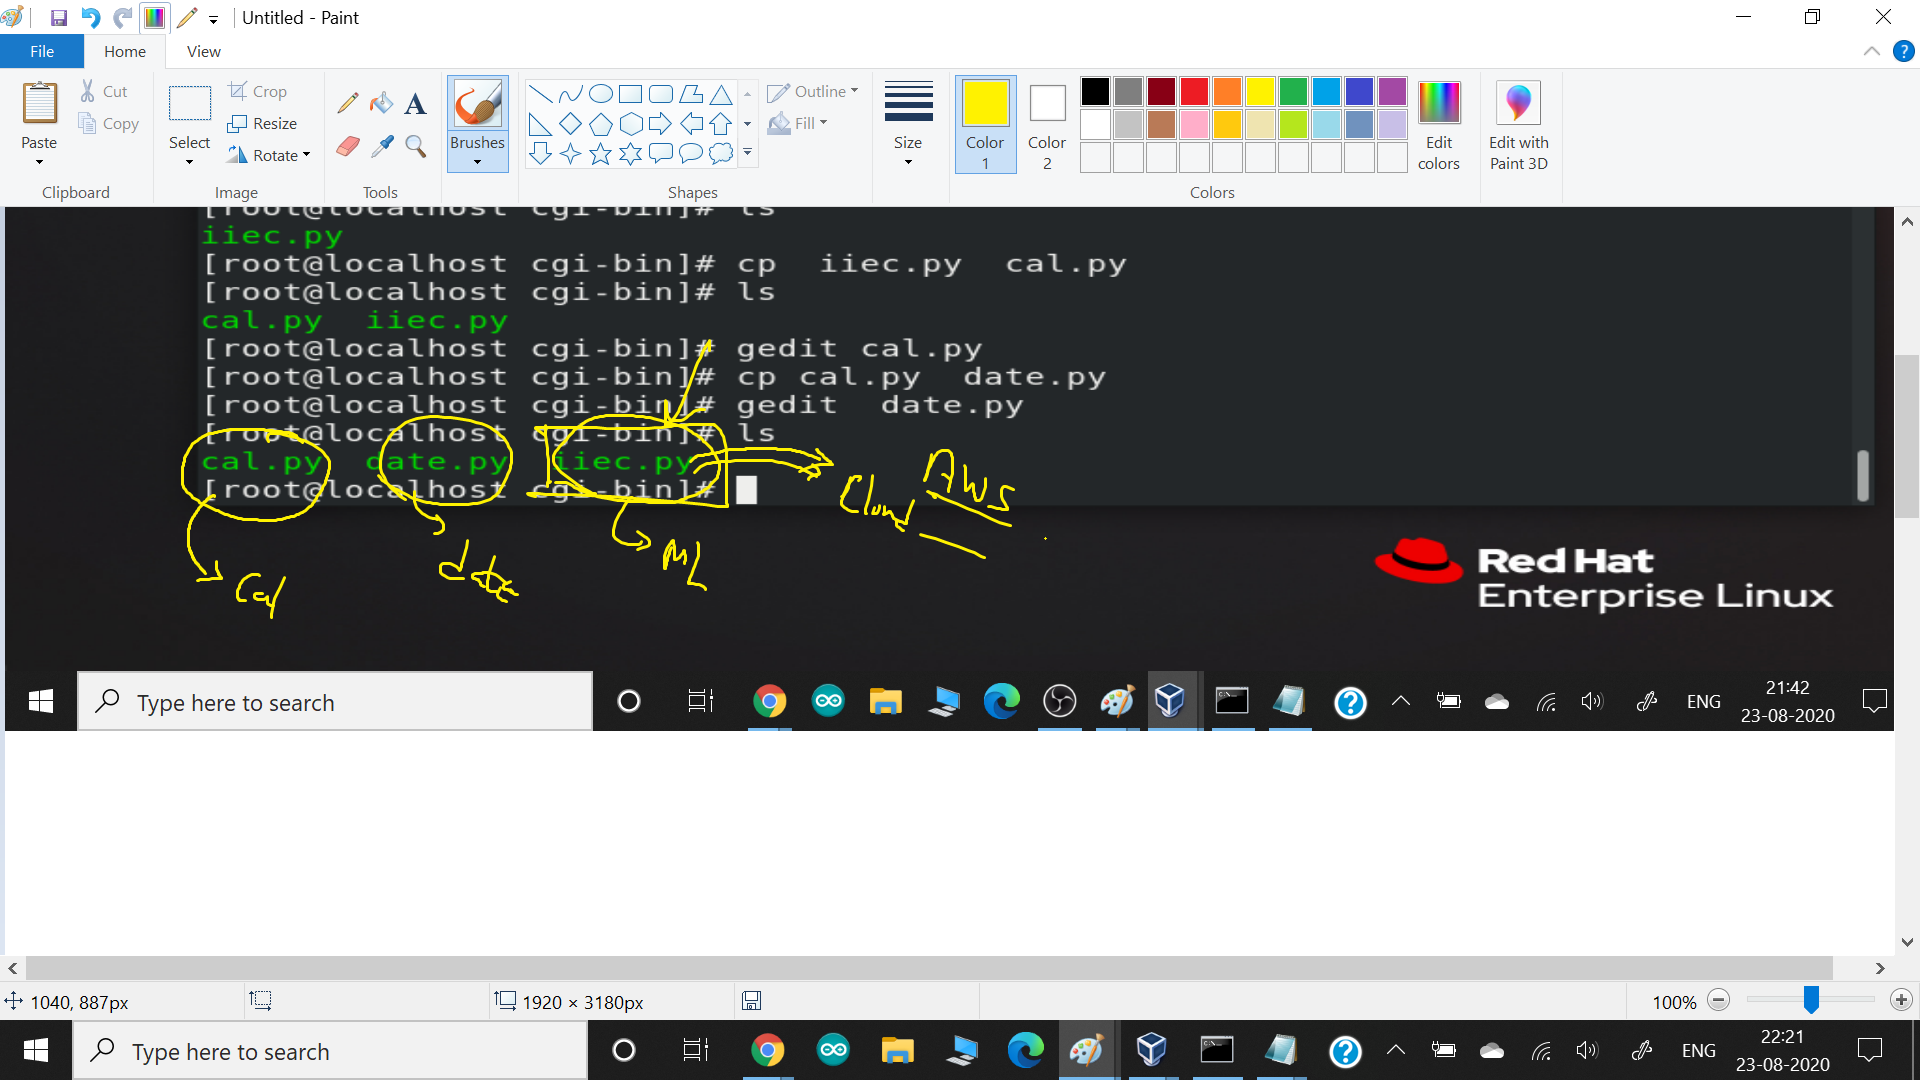 Untitled - Paint
File Home View
Paste
Cut
Copy
Clipboard
Select
Crop
Resize
Rotate
Image
Tools
Brushes
Shapes
Outline
Fill
Size
Color 1
Color 2
Edit colors
Colors
Edit with Paint 3D
[root@localhost cgi-bin]# ls
iiec.py
[root@localhost cgi-bin]# cp iiec.py cal.py
[root@localhost cgi-bin]# ls
cal.py iiec.py
[root@localhost cgi-bin]# gedit cal.py
[root@localhost cgi-bin]# cp cal.py date.py
[root@localhost cgi-bin]# gedit date.py
[root@localhost cgi-bin]# ls
cal.py date.py iiec.py
[root@localhost cgi-bin]#
AWS
Cloud
ML
date
Cal
Red Hat
Enterprise Linux
Type here to search
ENG
21:42
23-08-2020
1040, 887px
1920 × 3180px
100%
Type here to search
ENG
22:21
23-08-2020